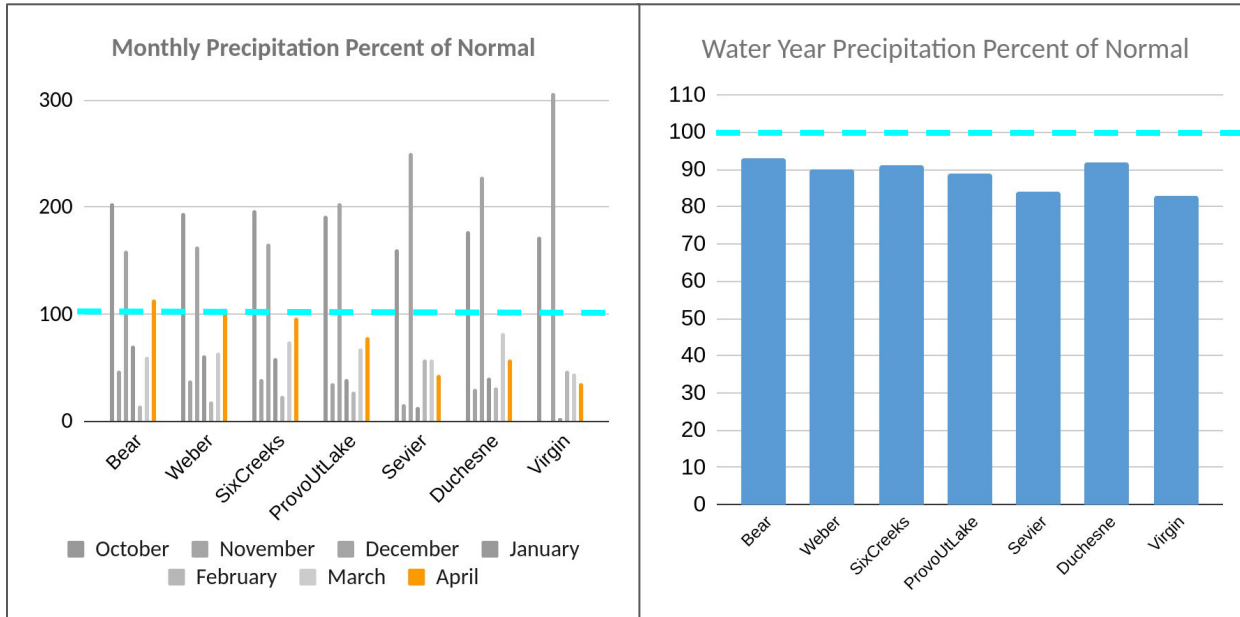 Monthly Precipitation Percent of Normal
300
200
100
0
Bear
Weber
SixCreeks
ProvoUtLake
Sevier
Duchesne
Virgin
October November December January
February March April
Water Year Precipitation Percent of Normal
110
100
90
80
70
60
50
40
30
20
10
0
Bear
Weber
SixCreeks
ProvoUtLake
Sevier
Duchesne
Virgin